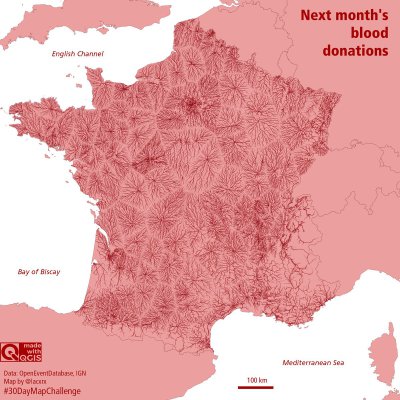 Next month's
blood
donations
English Channel
Bay of Biscay
Mediterranean Sea
made
with
QGIS
Data: OpenEventDatabase, IGN
Map by @lacxrx
#30DayMapChallenge
100 km